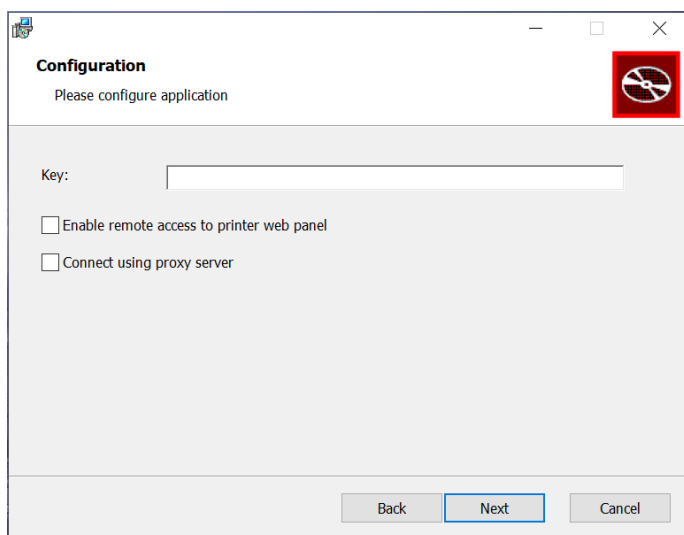 Configuration
Please configure application
Key:
Enable remote access to printer web panel
Connect using proxy server
Back Next Cancel